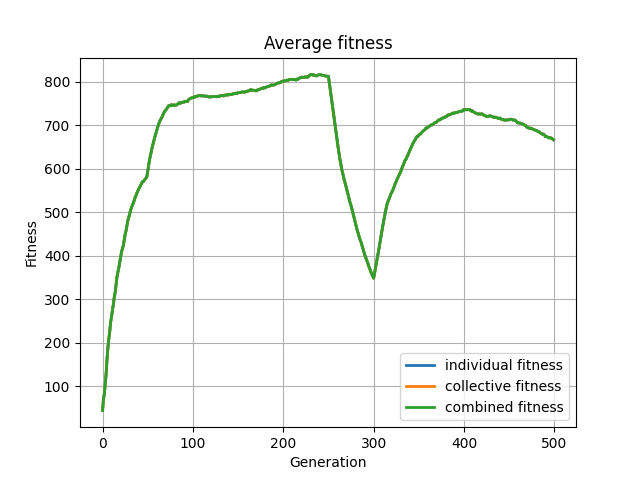 Average fitness
Fitness
800
700
600
500
400
300
200
100
individual fitness
collective fitness
combined fitness
0 100 200 300 400 500
Generation